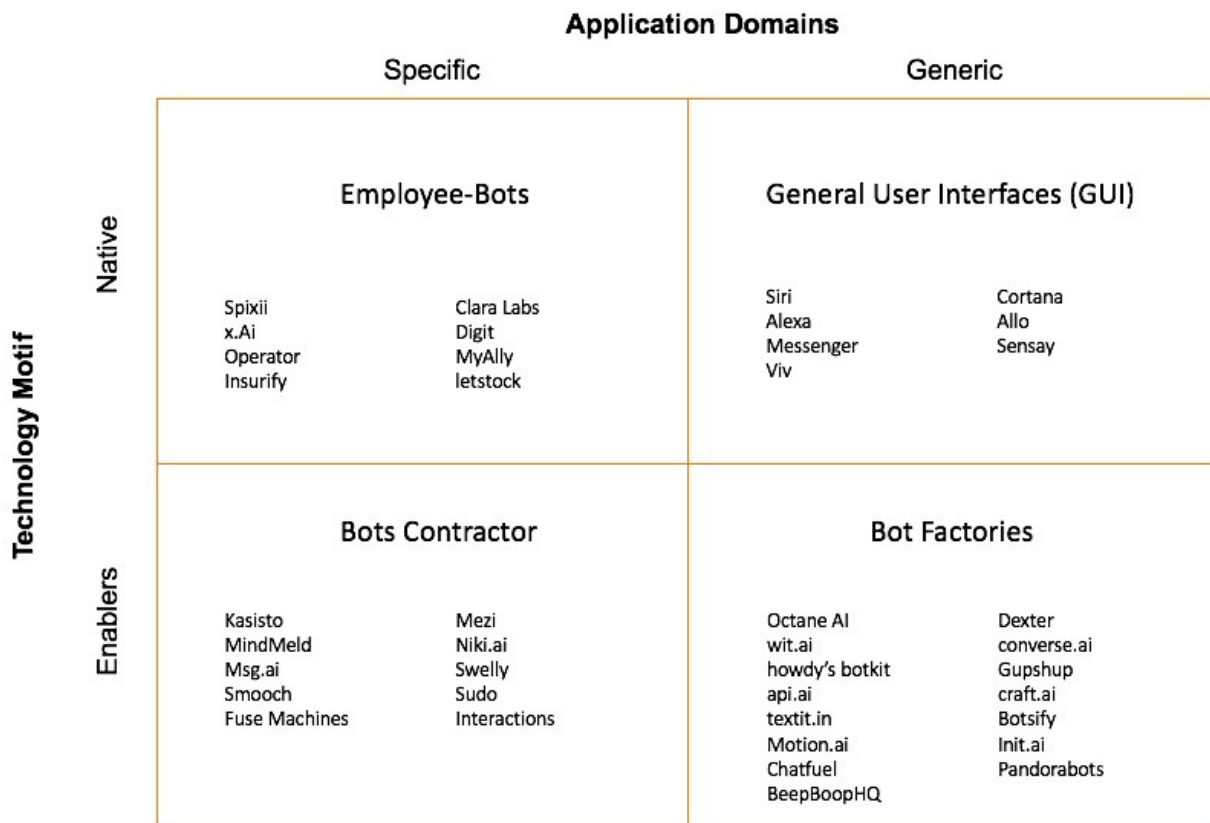 Application Domains
Specific Generic
Technology Motif
Native
Employee-Bots
Spixii Clara Labs
x.Ai Digit
Operator MyAlly
Insurify letstock
General User Interfaces (GUI)
Siri Cortana
Alexa Allo
Messenger Sensay
Viv
Enablers
Bots Contractor
Kasisto Mezi
MindMeld Niki.ai
Msg.ai Swelly
Smooch Sudo
Fuse Machines Interactions
Bot Factories
Octane AI Dexter
wit.ai converse.ai
howdy's botkit Gupshup
api.ai craft.ai
textit.in Botsify
Motion.ai Init.ai
Chatfuel Pandorabots
BeepBoopHQ